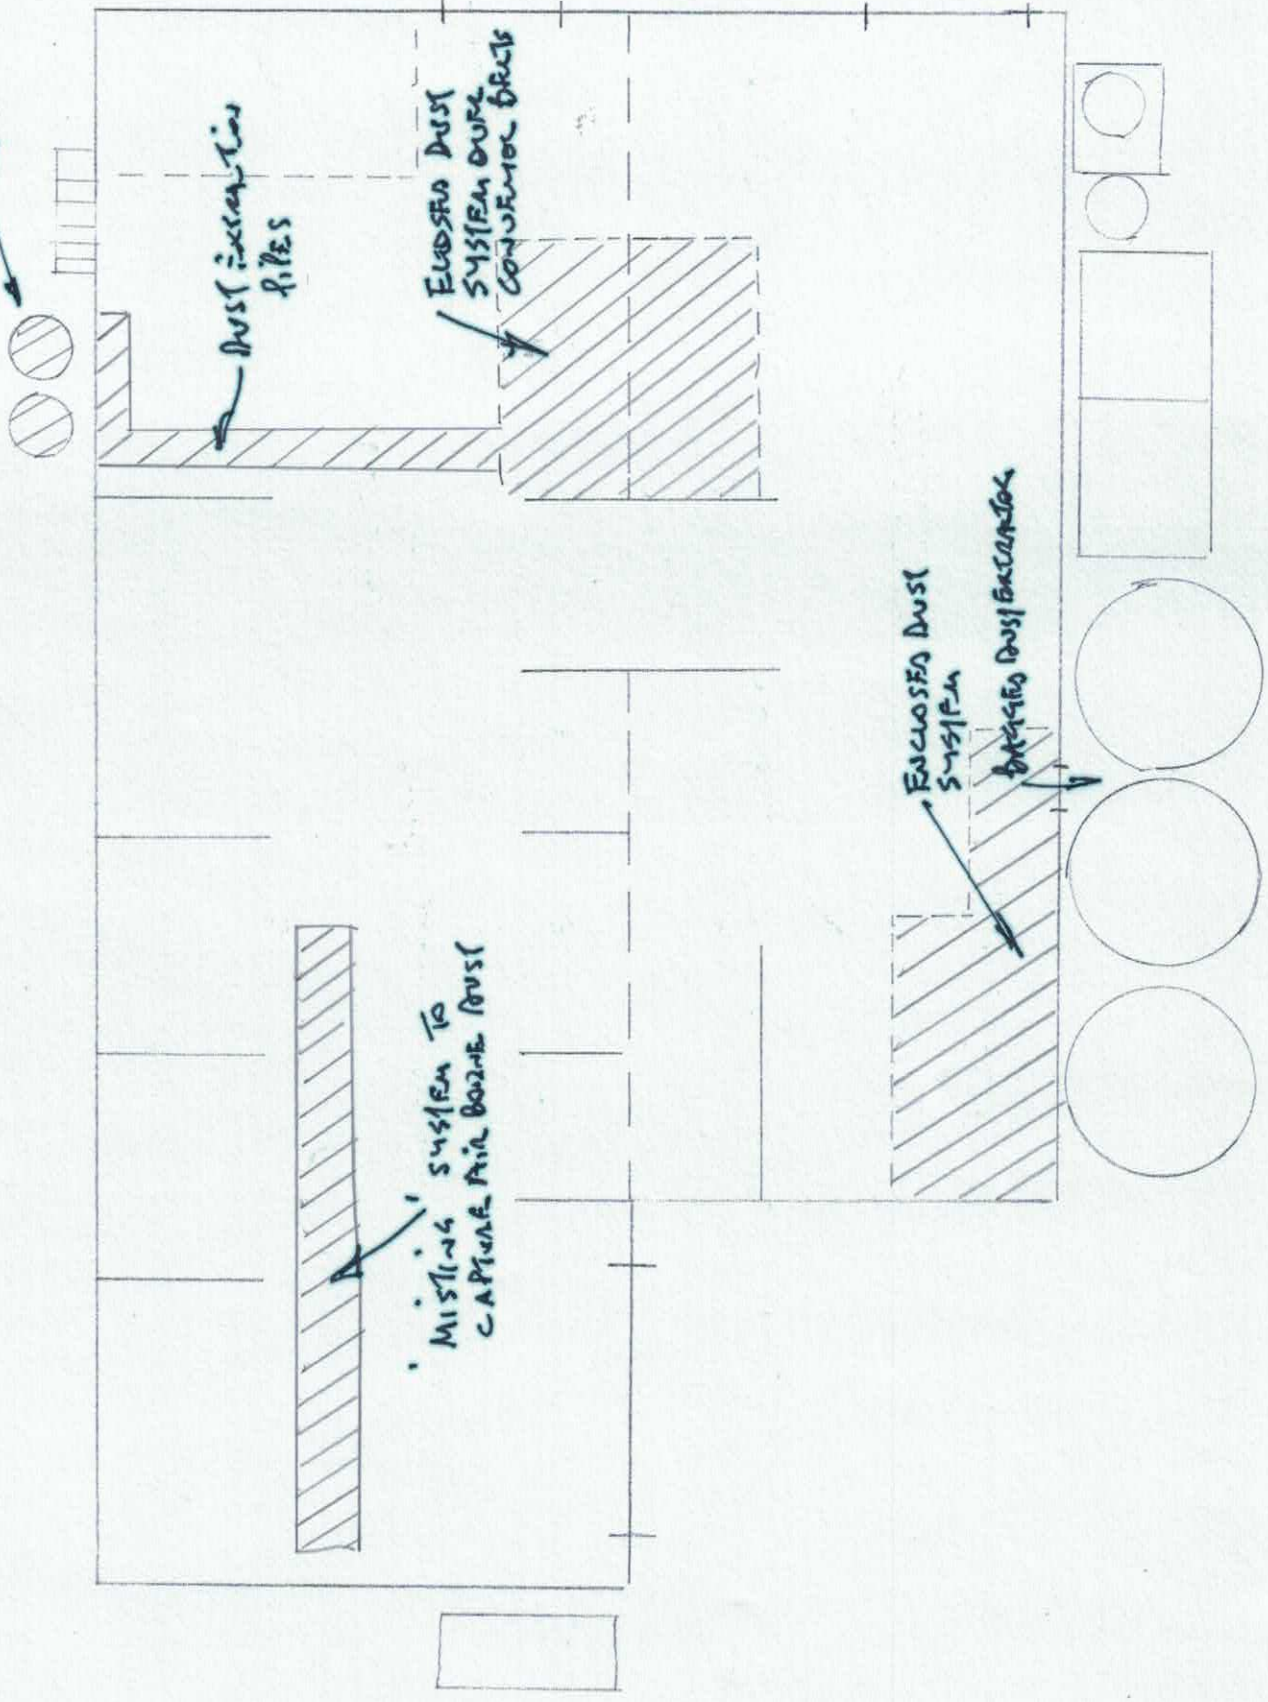 DUST EXTRACTION
PIPES
ENCLOSED DUST
SYSTEM OVER
CONVEYOR BELTS
' MISTING ' SYSTEM TO
CAPTURE AIR BORNE DUST
ENCLOSED DUST
SYSTEM
BAGGED DUST EXTRACTOR